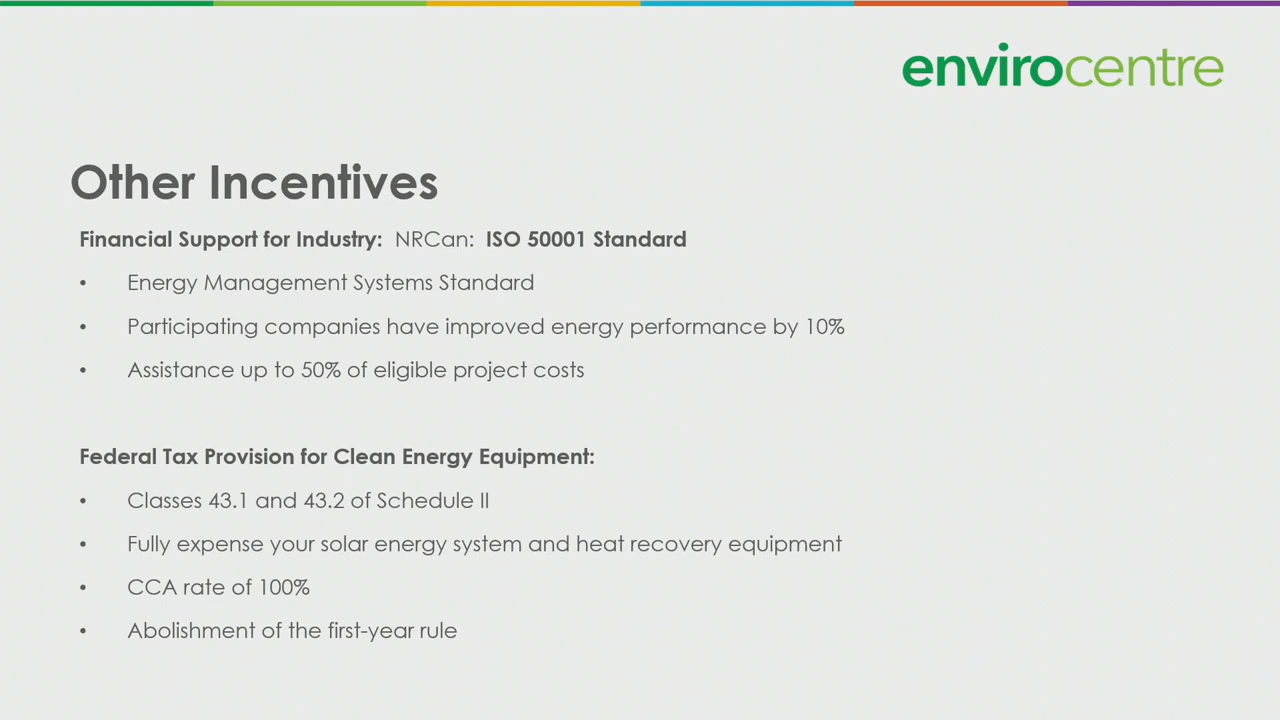 envirocentre
Other Incentives
Financial Support for Industry: NRCan: ISO 50001 Standard
• Energy Management Systems Standard
• Participating companies have improved energy performance by 10%
• Assistance up to 50% of eligible project costs
Federal Tax Provision for Clean Energy Equipment:
• Classes 43.1 and 43.2 of Schedule II
• Fully expense your solar energy system and heat recovery equipment
• CCA rate of 100%
• Abolishment of the first-year rule